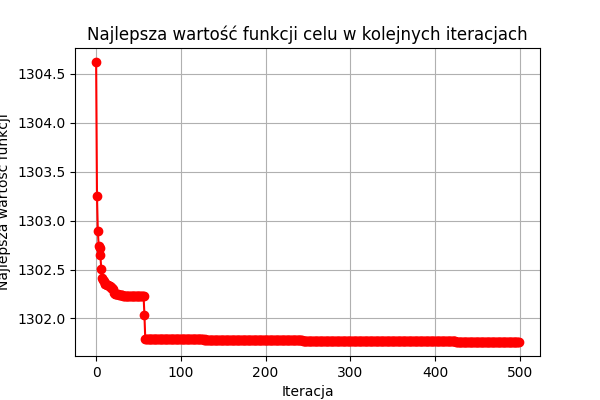 Najlepsza wartość funkcji celu w kolejnych iteracjach
1304.5
1304.0
1303.5
1303.0
1302.5
1302.0
Najlepsza wartość funkcji
0 100 200 300 400 500
Iteracja